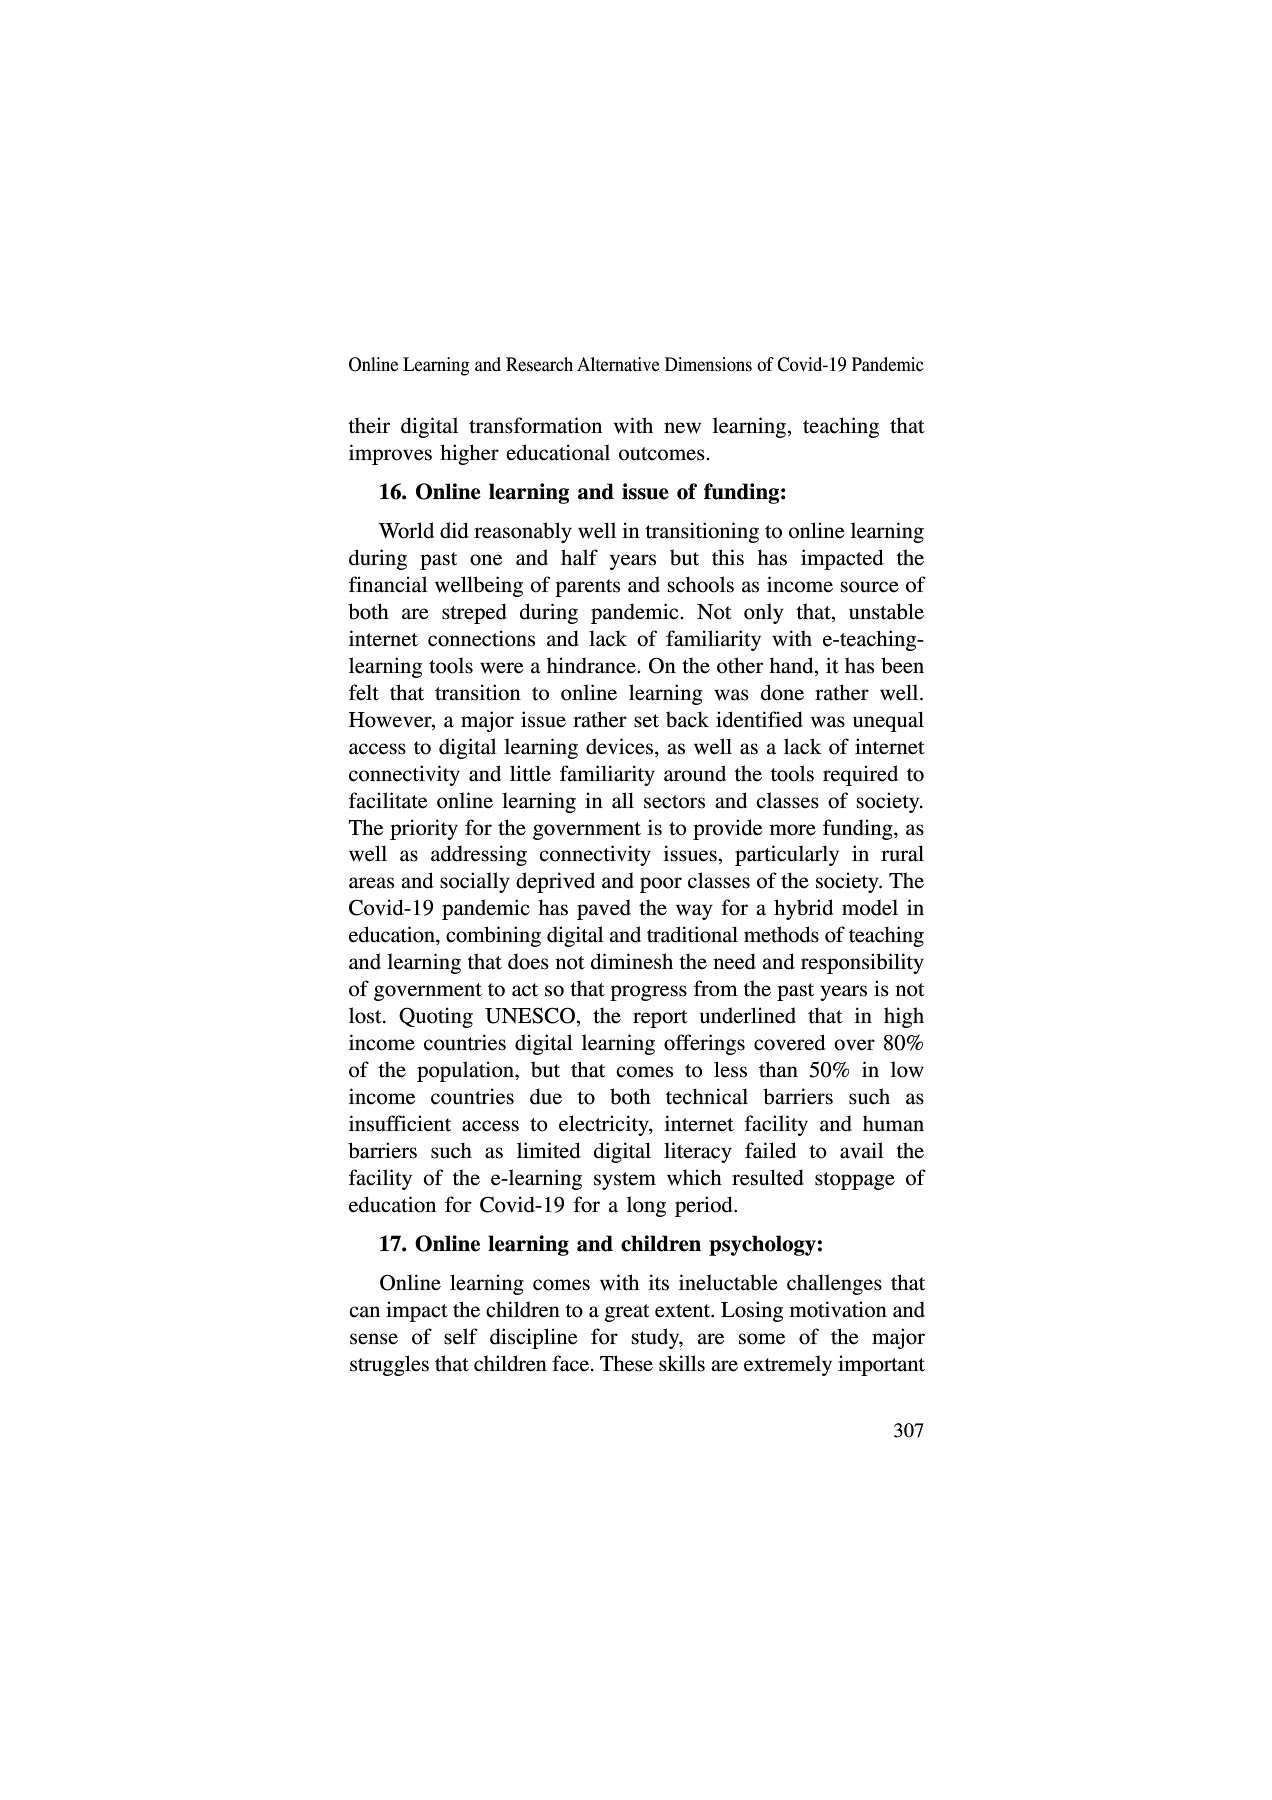 Online Learning and Research Alternative Dimensions of Covid-19 Pandemic
their digital transformation with new learning, teaching that
improves higher educational outcomes.
16. Online learning and issue of funding:
World did reasonably well in transitioning to online learning
during past one and half years but this has impacted the
financial wellbeing of parents and schools as income source of
both are streped during pandemic. Not only that, unstable
internet connections and lack of familiarity with e-teaching-
learning tools were a hindrance. On the other hand, it has been
felt that transition to online learning was done rather well.
However, a major issue rather set back identified was unequal
access to digital learning devices, as well as a lack of internet
connectivity and little familiarity around the tools required to
facilitate online learning in all sectors and classes of society.
The priority for the government is to provide more funding, as
well as addressing connectivity issues, particularly in rural
areas and socially deprived and poor classes of the society. The
Covid-19 pandemic has paved the way for a hybrid model in
education, combining digital and traditional methods of teaching
and learning that does not diminesh the need and responsibility
of government to act so that progress from the past years is not
lost. Quoting UNESCO, the report underlined that in high
income countries digital learning offerings covered over 80%
of the population, but that comes to less than 50% in low
income countries due to both technical barriers such as
insufficient access to electricity, internet facility and human
barriers such as limited digital literacy failed to avail the
facility of the e-learning system which resulted stoppage of
education for Covid-19 for a long period.
17. Online learning and children psychology:
Online learning comes with its ineluctable challenges that
can impact the children to a great extent. Losing motivation and
sense of self discipline for study, are some of the major
struggles that children face. These skills are extremely important
307